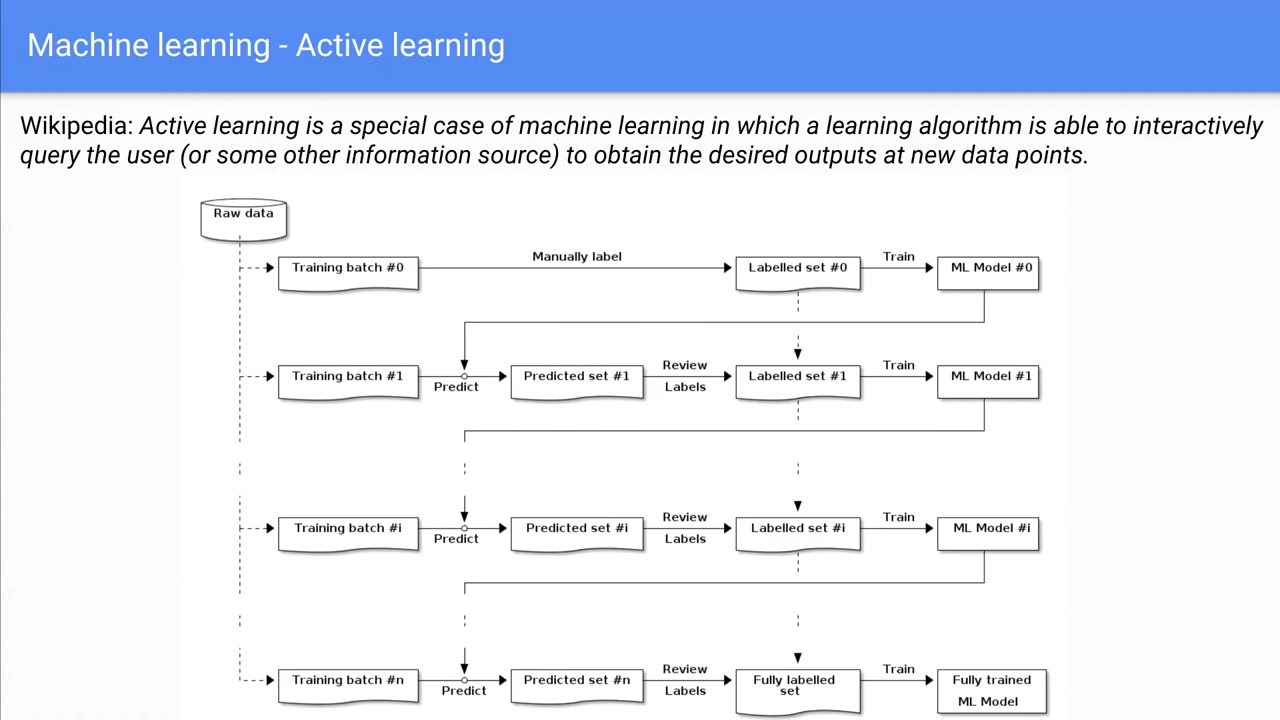 Machine learning - Active learning
Wikipedia: Active learning is a special case of machine learning in which a learning algorithm is able to interactively
query the user (or some other information source) to obtain the desired outputs at new data points.
Raw data
Training batch #0
Manually label
Labelled set #0
Train
ML Model #0
Training batch #1
Predict
Predicted set #1
Review
Labels
Labelled set #1
Train
ML Model #1
Training batch #i
Predict
Predicted set #i
Review
Labels
Labelled set #i
Train
ML Model #i
Training batch #n
Predict
Predicted set #n
Review
Labels
Fully labelled
set
Train
Fully trained
ML Model